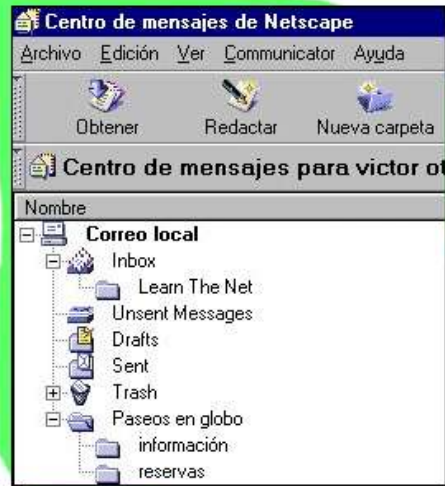 Centro de mensajes de Netscape
Archivo Edición Ver Communicator Ayuda
Obtener Redactar Nueva carpeta
Centro de mensajes para victor ot
Nombre
Correo local
Inbox
Learn The Net
Unsent Messages
Drafts
Sent
Trash
Paseos en globo
información
reservas